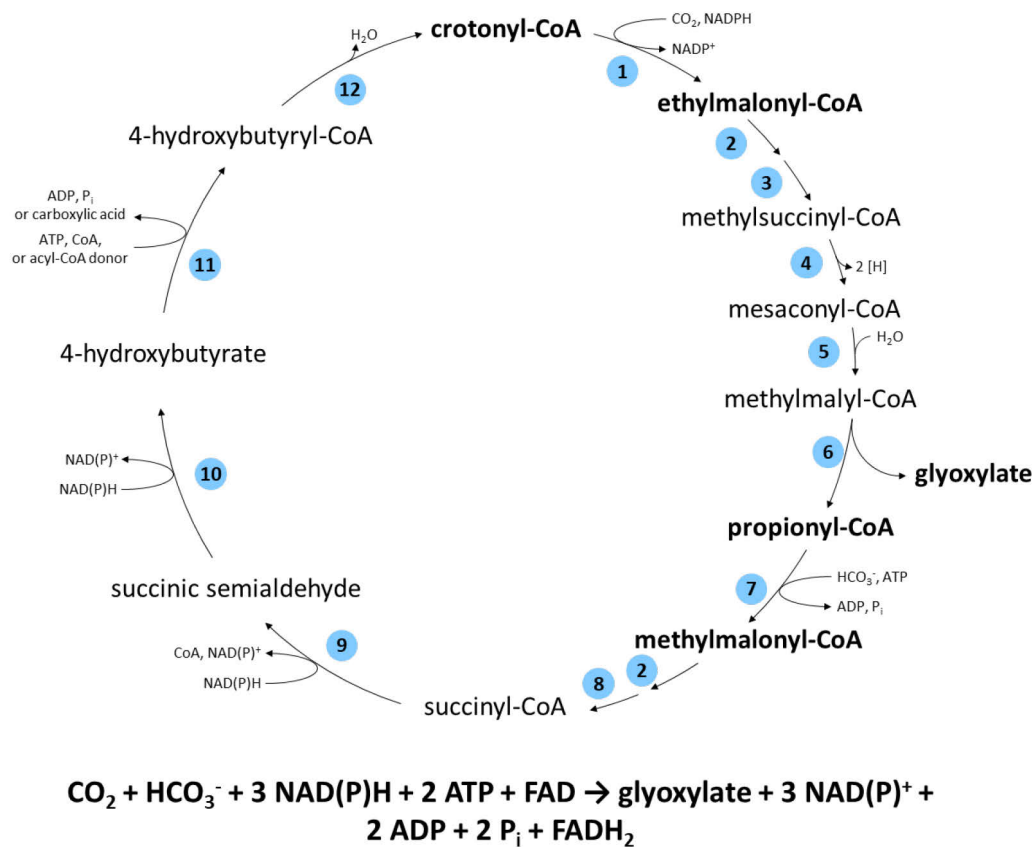 H₂O
crotonyl-CoA
CO₂, NADPH
NADP⁺
1
12
ethylmalonyl-CoA
4-hydroxybutyryl-CoA
2
3
ADP, Pᵢ
or carboxylic acid
methylsuccinyl-CoA
ATP, CoA,
or acyl-CoA donor
11
4
2 [H]
mesaconyl-CoA
4-hydroxybutyrate
5
H₂O
methylmalyl-CoA
6
NAD(P)⁺
NAD(P)H
10
glyoxylate
propionyl-CoA
succinic semialdehyde
7
HCO₃⁻, ATP
ADP, Pᵢ
methylmalonyl-CoA
CoA, NAD(P)⁺
NAD(P)H
9
2
8
succinyl-CoA
CO₂ + HCO₃⁻ + 3 NAD(P)H + 2 ATP + FAD → glyoxylate + 3 NAD(P)⁺ +
2 ADP + 2 Pᵢ + FADH₂